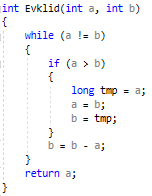 int Evklid(int a, int b)
{
while (a != b)
{
if (a > b)
{
long tmp = a;
a = b;
b = tmp;
}
b = b - a;
}
return a;
}